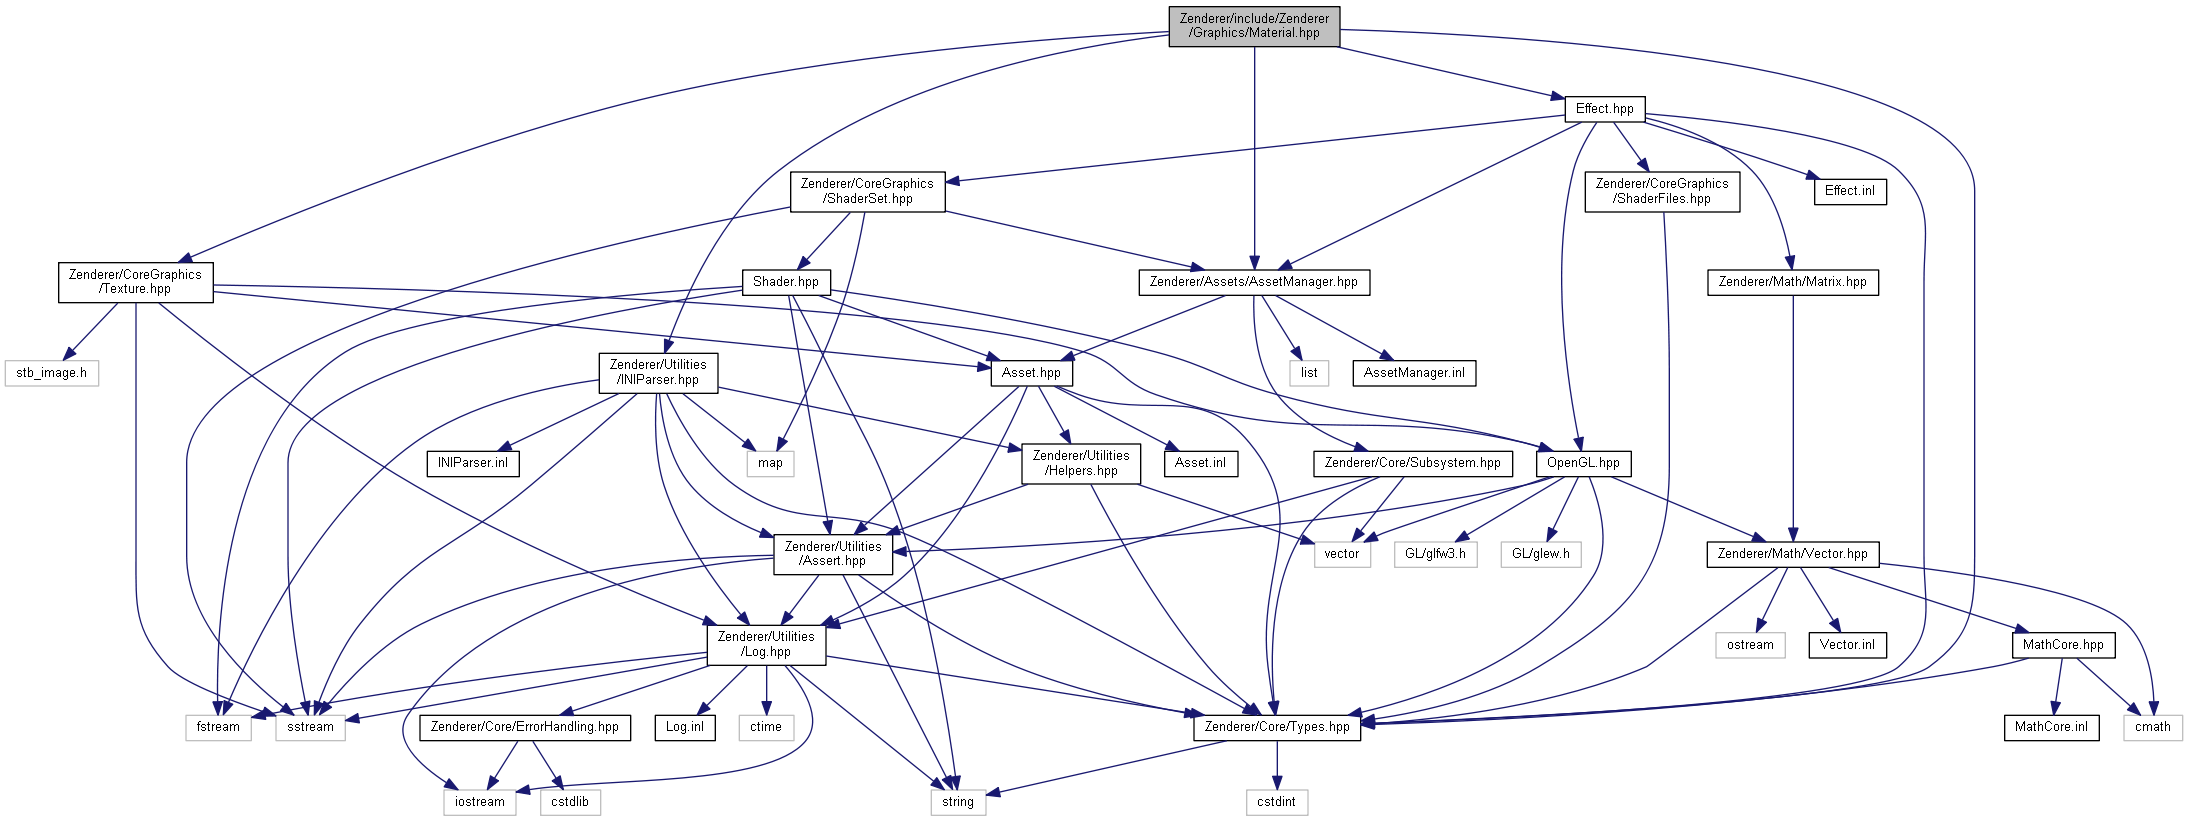 Zenderer/include/Zenderer
/Graphics/Material.hpp
Effect.hpp
Zenderer/CoreGraphics
/ShaderSet.hpp
Zenderer/CoreGraphics
/ShaderFiles.hpp
Effect.inl
Zenderer/CoreGraphics
/Texture.hpp
Shader.hpp
Zenderer/Assets/AssetManager.hpp
Zenderer/Math/Matrix.hpp
stb_image.h
Zenderer/Utilities
/INIParser.hpp
Asset.hpp
list
AssetManager.inl
INIParser.inl
map
Zenderer/Utilities
/Helpers.hpp
Asset.inl
Zenderer/Core/Subsystem.hpp
OpenGL.hpp
Zenderer/Utilities
/Assert.hpp
vector
GL/glfw3.h
GL/glew.h
Zenderer/Math/Vector.hpp
Zenderer/Utilities
/Log.hpp
ostream
Vector.inl
MathCore.hpp
fstream
sstream
Zenderer/Core/ErrorHandling.hpp
Log.inl
ctime
Zenderer/Core/Types.hpp
MathCore.inl
cmath
iostream
cstdlib
string
cstdint